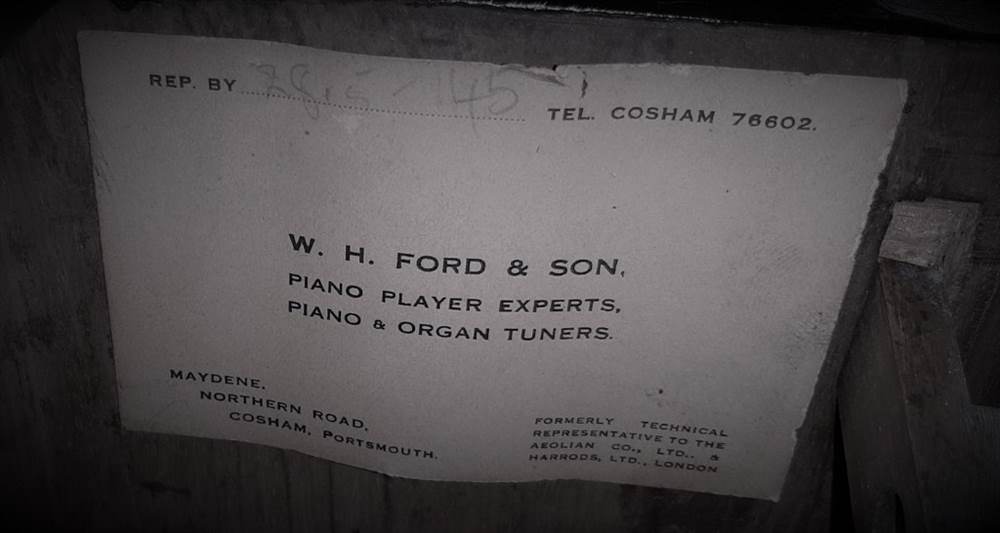 REP. BY 28.5-45
TEL. COSHAM 76602.
W. H. FORD & SON,
PIANO PLAYER EXPERTS,
PIANO & ORGAN TUNERS.
MAYDENE,
NORTHERN ROAD,
COSHAM, PORTSMOUTH.
FORMERLY TECHNICAL
REPRESENTATIVE TO THE
AEOLIAN CO., LTD., &
HARRODS, LTD., LONDON